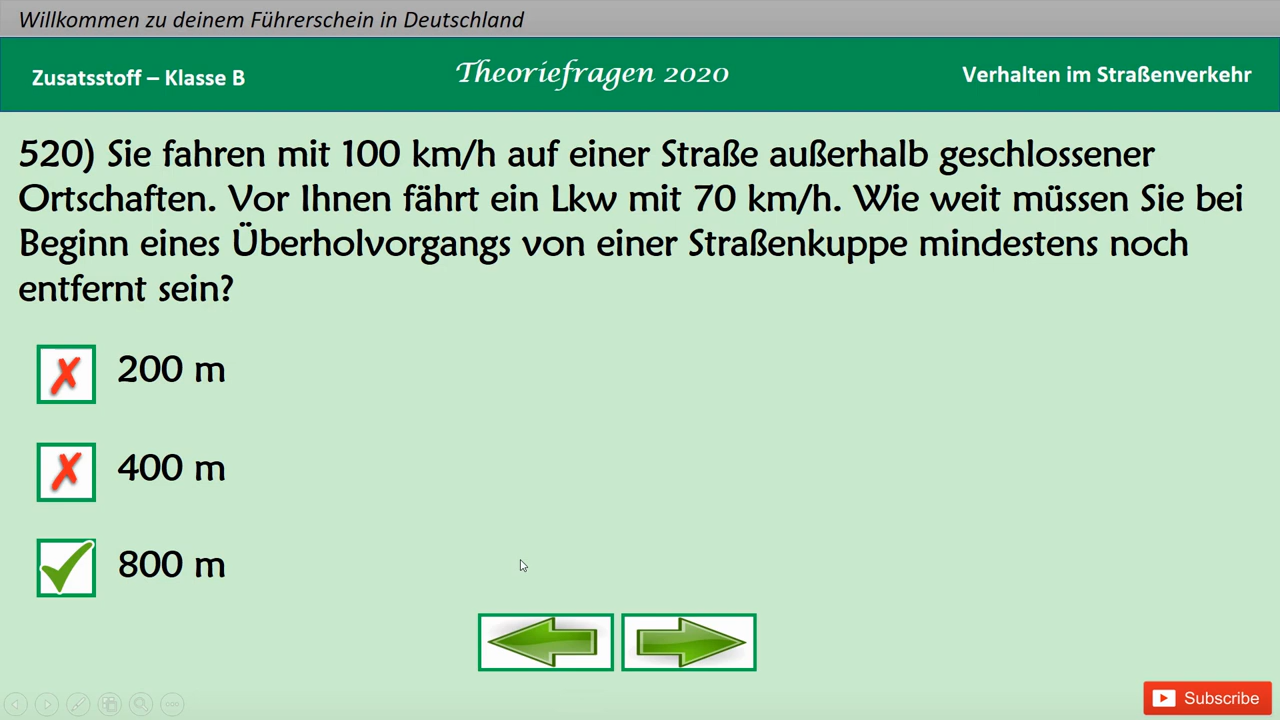 Willkommen zu deinem Führerschein in Deutschland
Zusatsstoff – Klasse B
Theoriefragen 2020
Verhalten im Straßenverkehr
520) Sie fahren mit 100 km/h auf einer Straße außerhalb geschlossener
Ortschaften. Vor Ihnen fährt ein Lkw mit 70 km/h. Wie weit müssen Sie bei
Beginn eines Überholvorgangs von einer Straßenkuppe mindestens noch
entfernt sein?
200 m
400 m
800 m
Subscribe